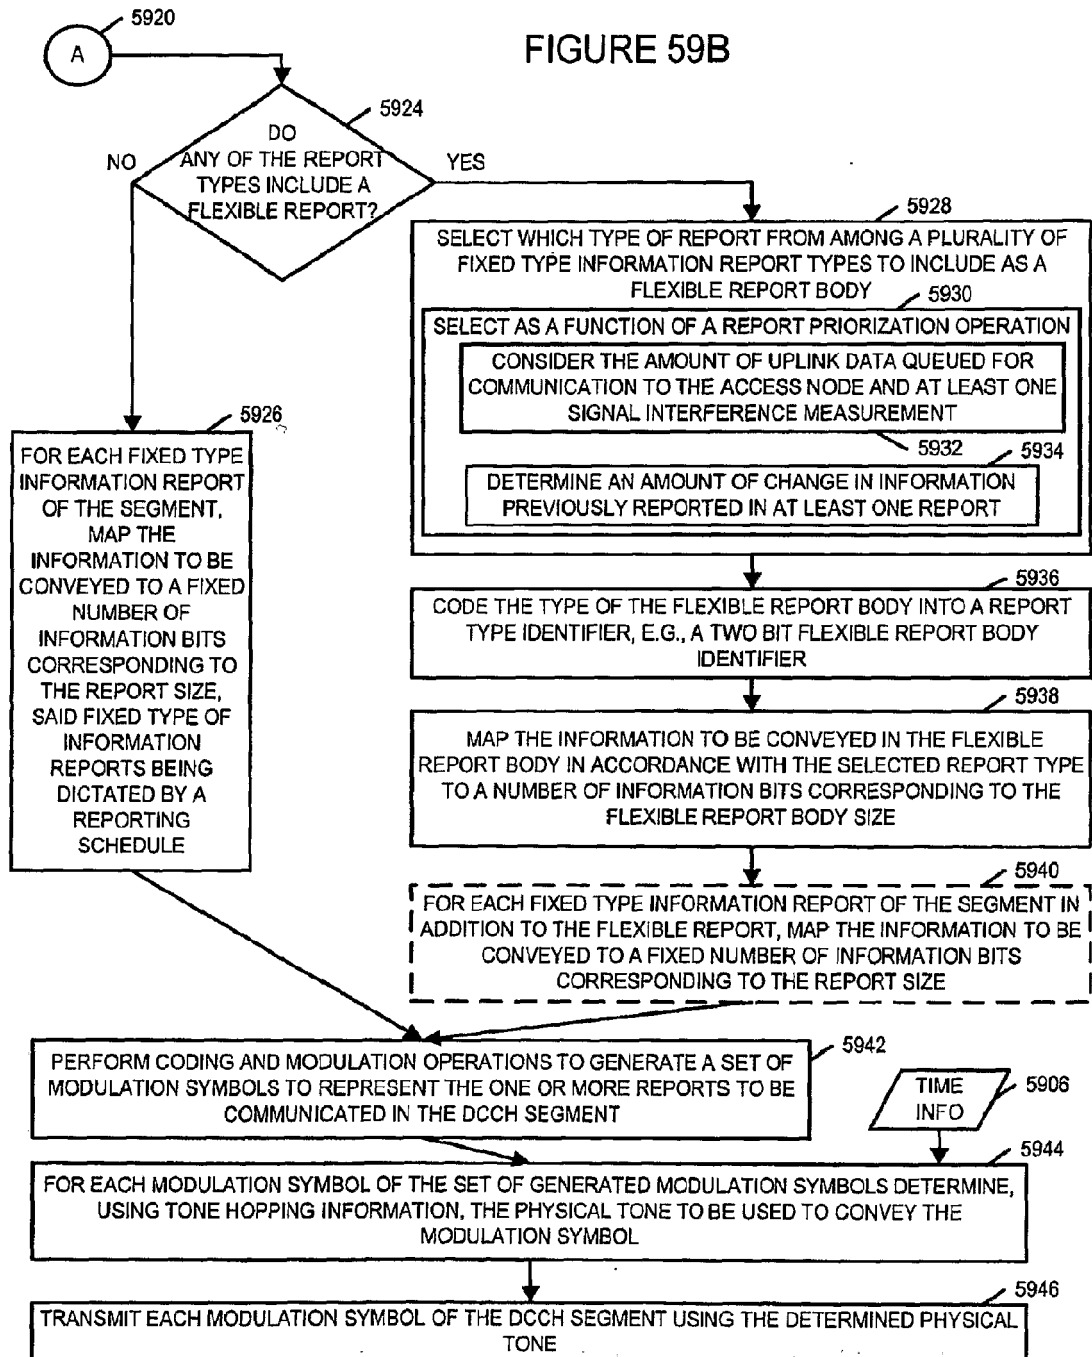 5920
A
FIGURE 59B
5924
DO
ANY OF THE REPORT
TYPES INCLUDE A
FLEXIBLE REPORT?
NO
YES
5928
SELECT WHICH TYPE OF REPORT FROM AMONG A PLURALITY OF
FIXED TYPE INFORMATION REPORT TYPES TO INCLUDE AS A
FLEXIBLE REPORT BODY
5930
SELECT AS A FUNCTION OF A REPORT PRIORIZATION OPERATION
CONSIDER THE AMOUNT OF UPLINK DATA QUEUED FOR
COMMUNICATION TO THE ACCESS NODE AND AT LEAST ONE
SIGNAL INTERFERENCE MEASUREMENT
5932
5934
DETERMINE AN AMOUNT OF CHANGE IN INFORMATION
PREVIOUSLY REPORTED IN AT LEAST ONE REPORT
5926
FOR EACH FIXED TYPE
INFORMATION REPORT
OF THE SEGMENT,
MAP THE
INFORMATION TO BE
CONVEYED TO A FIXED
NUMBER OF
INFORMATION BITS
CORRESPONDING TO
THE REPORT SIZE,
SAID FIXED TYPE OF
INFORMATION
REPORTS BEING
DICTATED BY A
REPORTING
SCHEDULE
5936
CODE THE TYPE OF THE FLEXIBLE REPORT BODY INTO A REPORT
TYPE IDENTIFIER, E.G., A TWO BIT FLEXIBLE REPORT BODY
IDENTIFIER
5938
MAP THE INFORMATION TO BE CONVEYED IN THE FLEXIBLE
REPORT BODY IN ACCORDANCE WITH THE SELECTED REPORT TYPE
TO A NUMBER OF INFORMATION BITS CORRESPONDING TO THE
FLEXIBLE REPORT BODY SIZE
5940
FOR EACH FIXED TYPE INFORMATION REPORT OF THE SEGMENT IN
ADDITION TO THE FLEXIBLE REPORT, MAP THE INFORMATION TO BE
CONVEYED TO A FIXED NUMBER OF INFORMATION BITS
CORRESPONDING TO THE REPORT SIZE
5942
PERFORM CODING AND MODULATION OPERATIONS TO GENERATE A SET OF
MODULATION SYMBOLS TO REPRESENT THE ONE OR MORE REPORTS TO BE
COMMUNICATED IN THE DCCH SEGMENT
TIME
INFO
5906
5944
FOR EACH MODULATION SYMBOL OF THE SET OF GENERATED MODULATION SYMBOLS DETERMINE,
USING TONE HOPPING INFORMATION, THE PHYSICAL TONE TO BE USED TO CONVEY THE
MODULATION SYMBOL
5946
TRANSMIT EACH MODULATION SYMBOL OF THE DCCH SEGMENT USING THE DETERMINED PHYSICAL
TONE